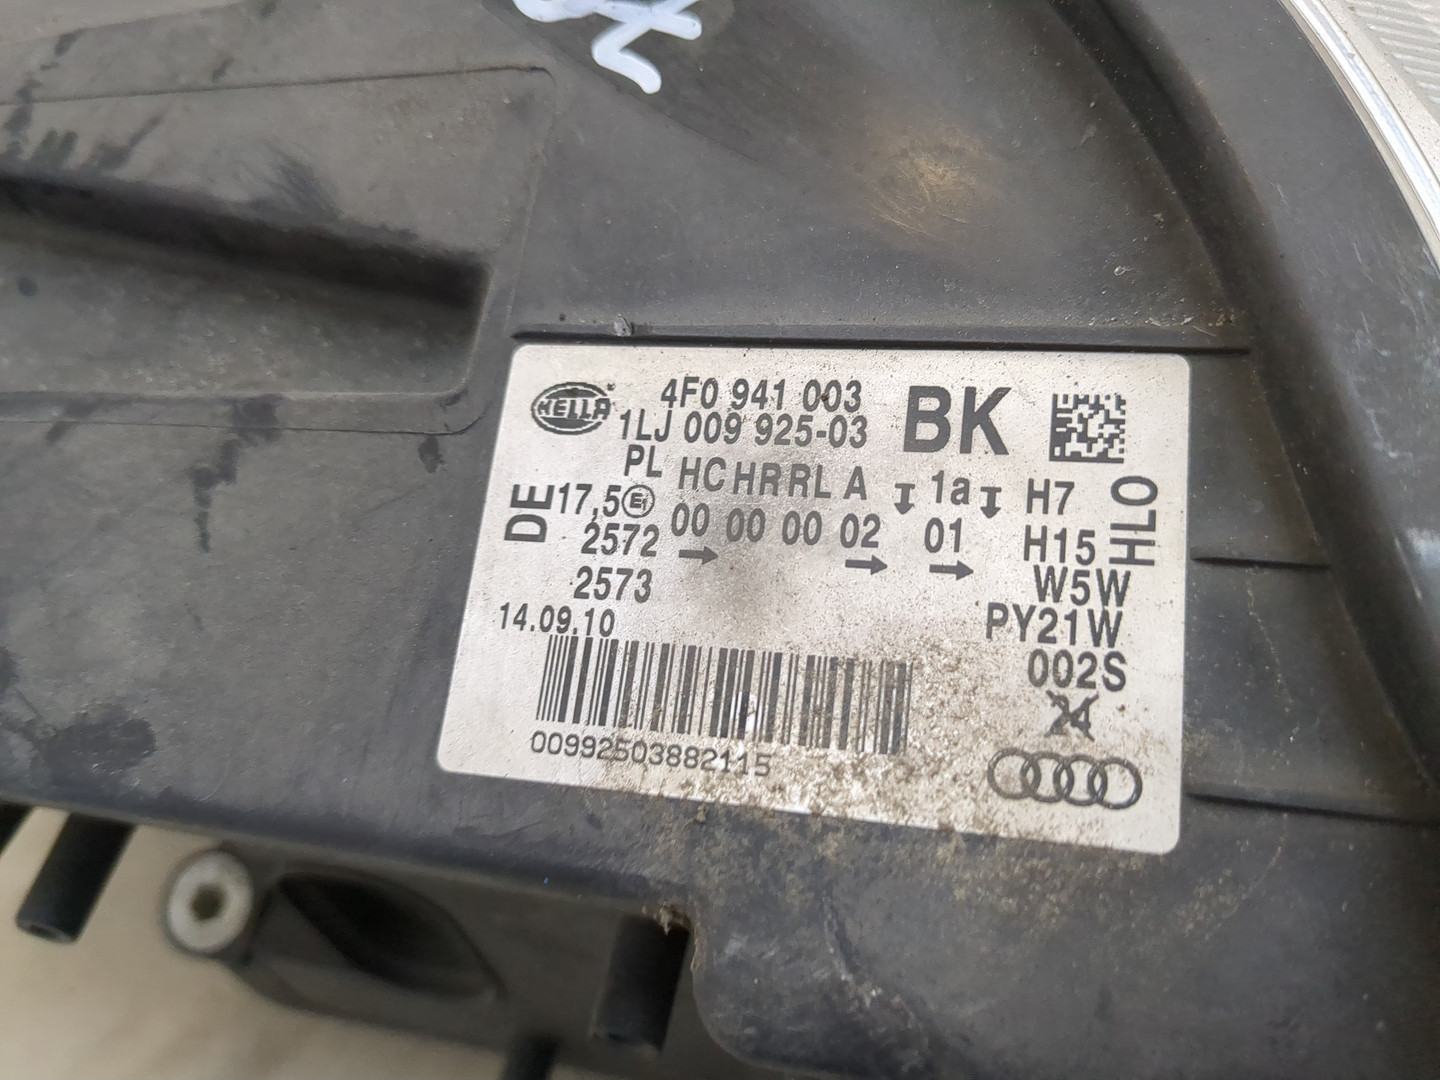 HELLA
4F0 941 003
1LJ 009 925-03
BK
PL HC HR RL A 1a H7
DE 17,5 E1 00 00 00 02 01 H15
HLO
2572 → → →
W5W
2573
PY21W
14.09.10
002S
24
00992503882115